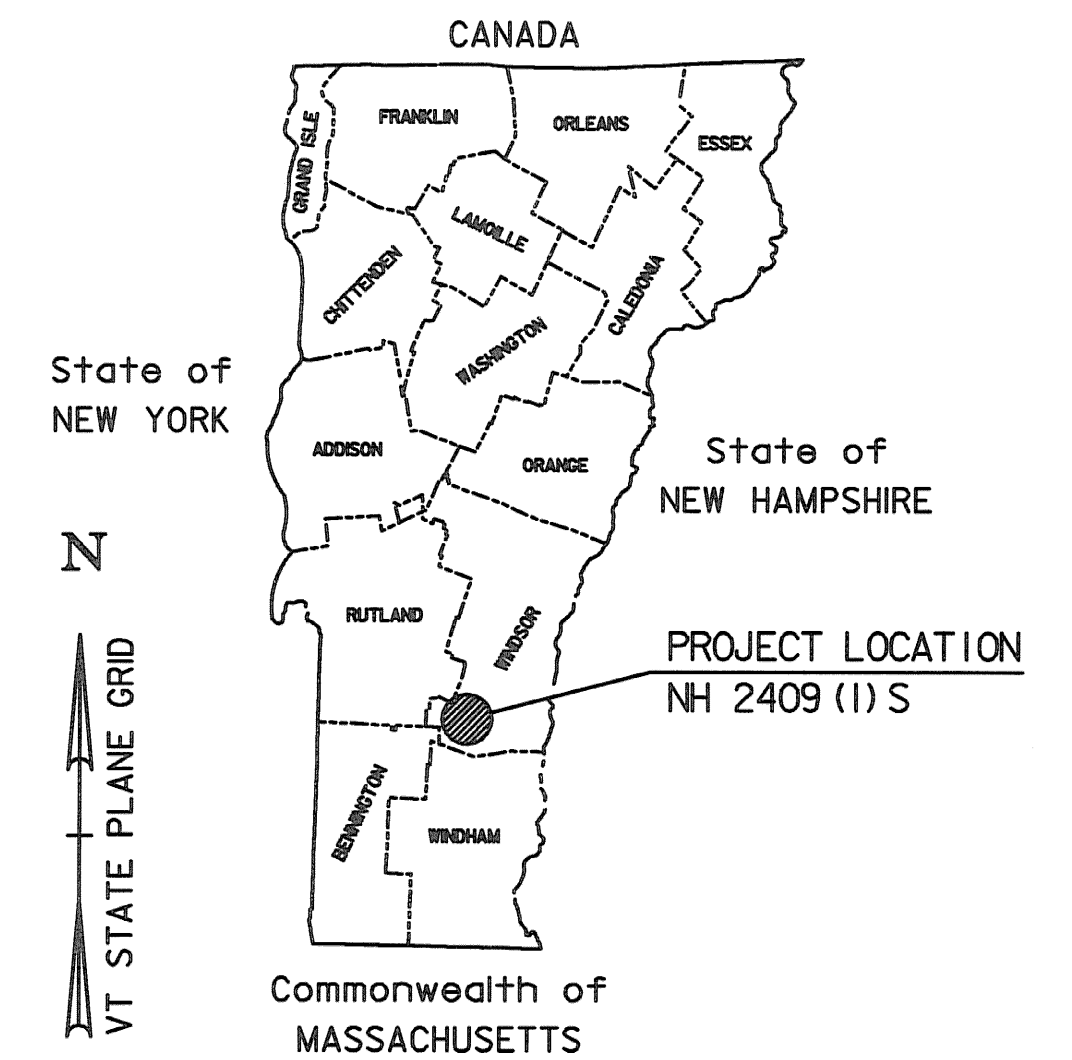 CANADA
FRANKLIN
ORLEANS
ESSEX
GRAND ISLE
LAMOILLE
CHITTENDEN
CALEDONIA
WASHINGTON
State of
NEW YORK
ADDISON
ORANGE
State of
NEW HAMPSHIRE
N
VT STATE PLANE GRID
RUTLAND
WINDSOR
PROJECT LOCATION
NH 2409 (1) S
BENNINGTON
WINDHAM
Commonwealth of
MASSACHUSETTS